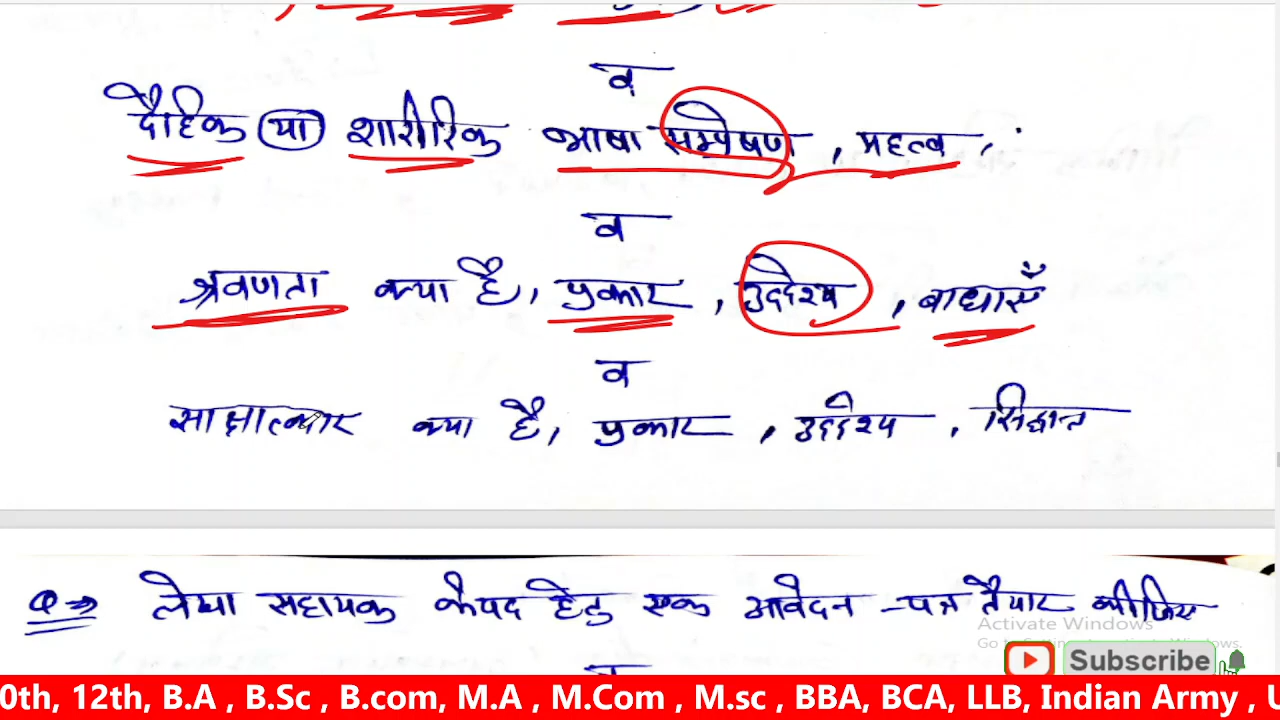 व
दैहिक या शारीरिक भाषा सम्प्रेषण, महत्व,
व
श्रवणता क्या है, प्रकार, उद्देश्य, बाधाएँ
व
साक्षात्कार क्या है, प्रकार, उद्देश्य, सिद्धान्त
Q ⇒ लेखा सहायक के पद हेतु एक आवेदन-पत्र तैयार कीजिए
Activate Windows
Subscribe
0th, 12th, B.A , B.Sc , B.com, M.A , M.Com , M.sc , BBA, BCA, LLB, Indian Army , U